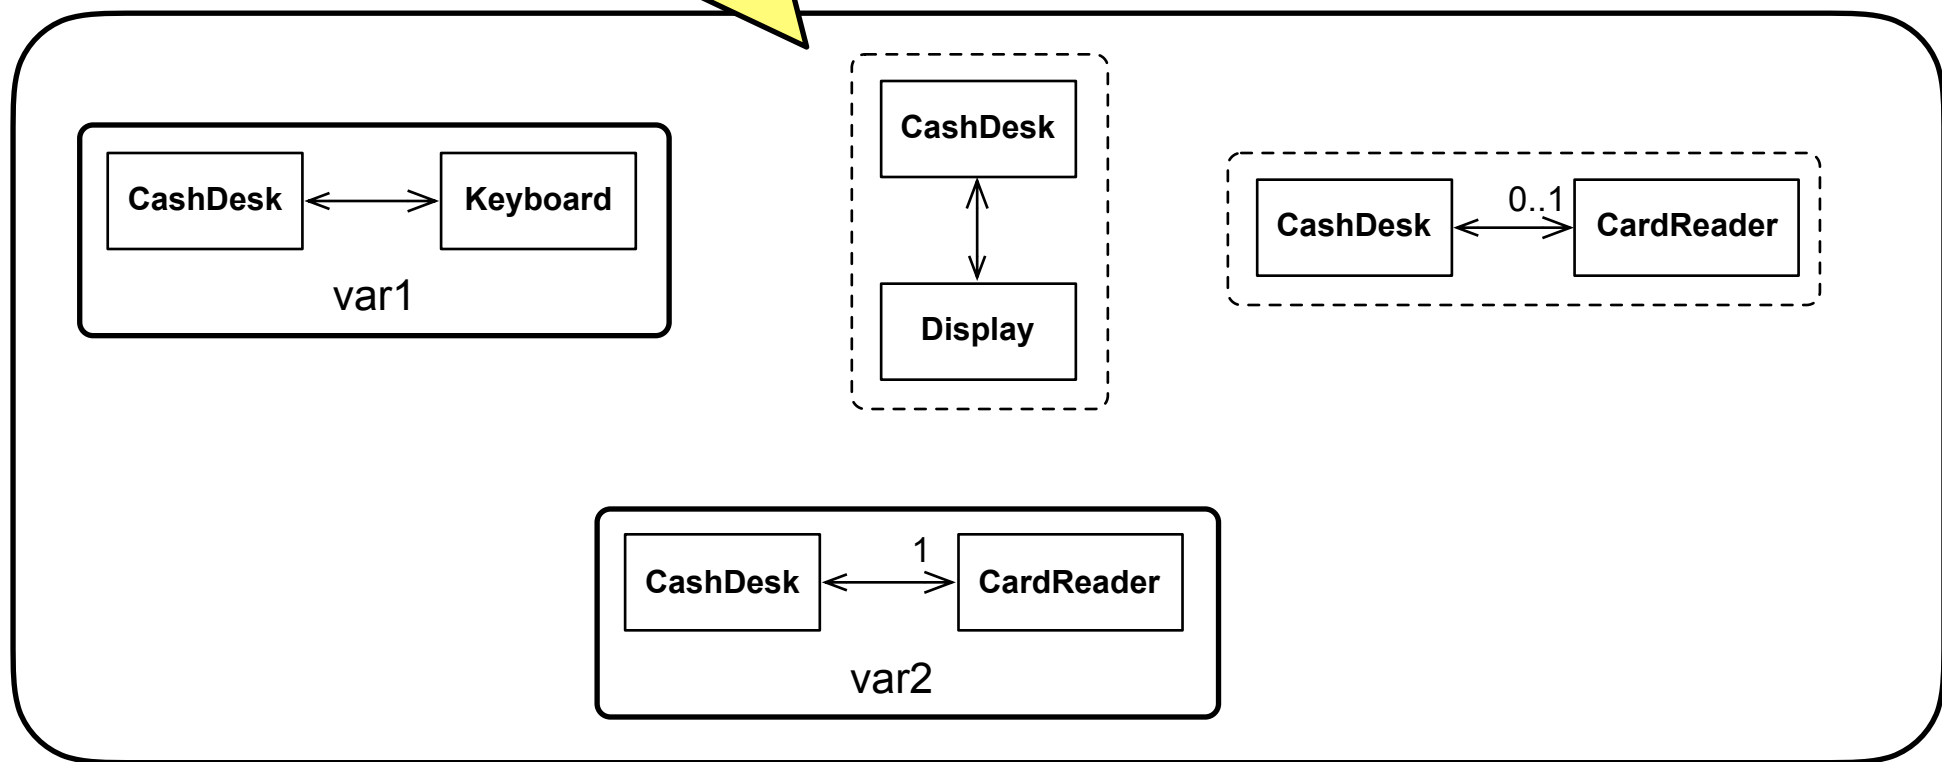 CashDesk
Keyboard
var1
CashDesk
Display
CashDesk
0..1
CardReader
CashDesk
1
CardReader
var2